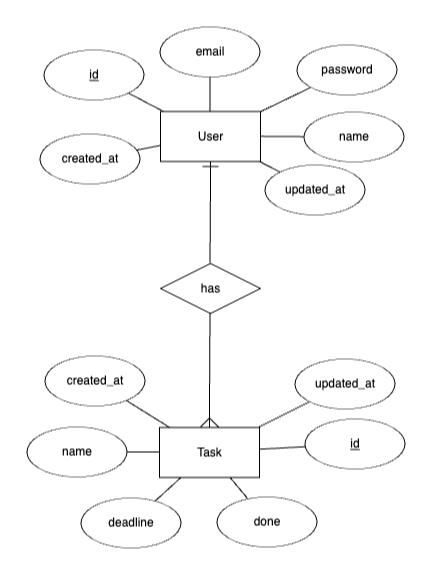 email
id
password
User
name
created_at
updated_at
has
created_at
updated_at
name
Task
id
deadline
done